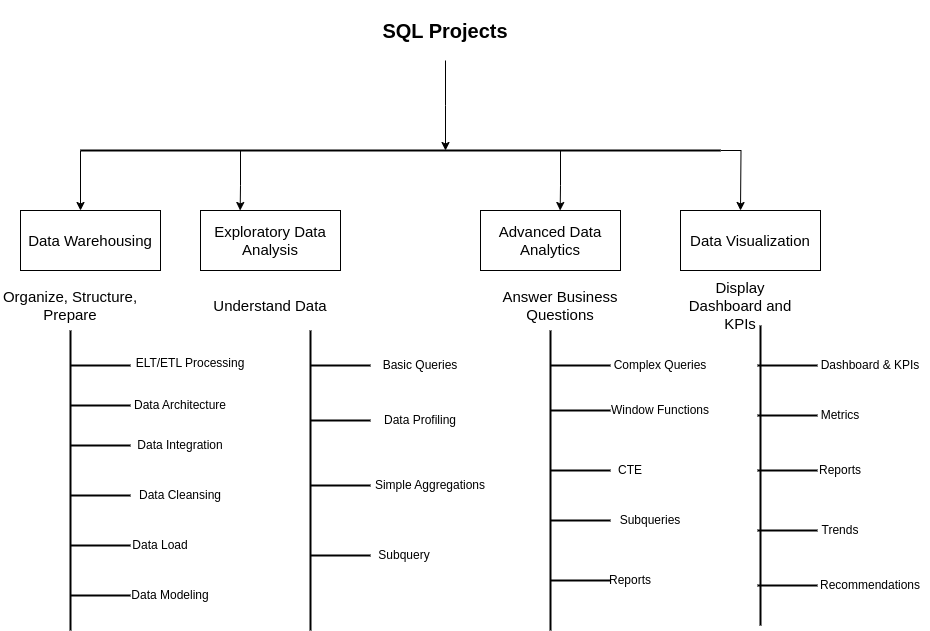 SQL Projects
Data Warehousing
Exploratory Data
Analysis
Advanced Data
Analytics
Data Visualization
Organize, Structure,
Prepare
Understand Data
Answer Business
Questions
Display
Dashboard and
KPIs
ELT/ETL Processing
Data Architecture
Data Integration
Data Cleansing
Data Load
Data Modeling
Basic Queries
Data Profiling
Simple Aggregations
Subquery
Complex Queries
Window Functions
CTE
Subqueries
Reports
Dashboard & KPIs
Metrics
Reports
Trends
Recommendations